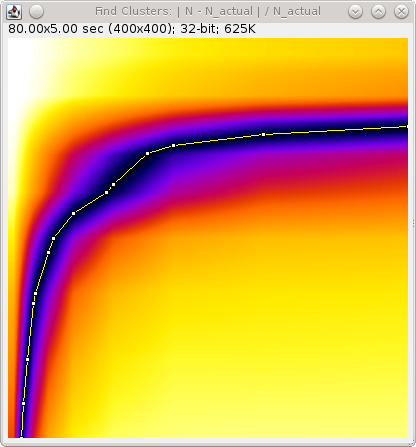 Find Clusters: | N - N_actual | / N_actual
80.00x5.00 sec (400x400); 32-bit; 625K